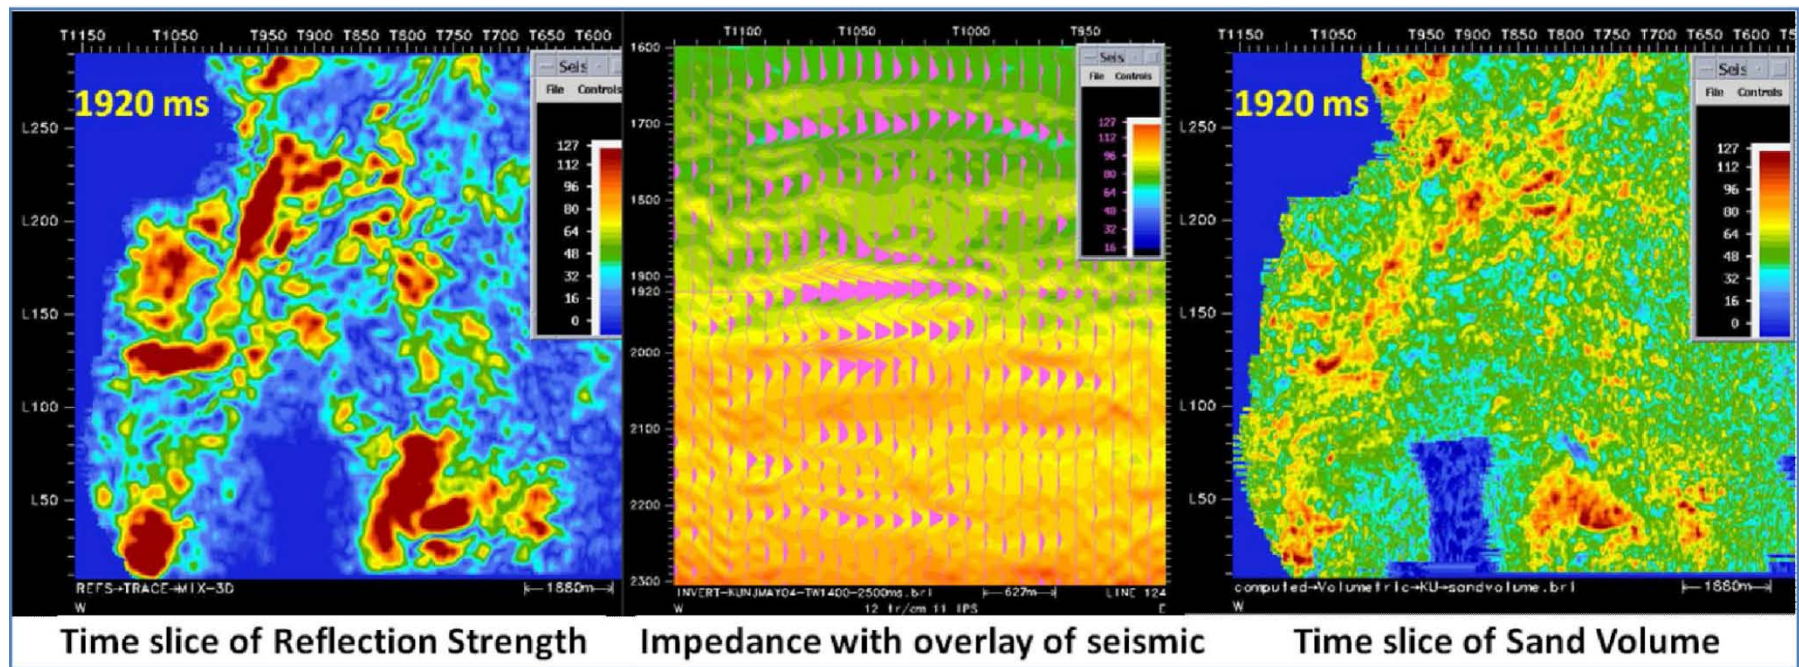 T1150 T1050 T950 T900 T850 T800 T750 T650 T600
Seis
File Controls
1920 ms
127
112
96
80
64
48
32
16
0
L250
L200
L150
L100
L50
REFS→TRACE→MIX-3D
1880m
W
Time slice of Reflection Strength
T1100 T1050 T1000 T950
Seis
File Controls
127
112
96
80
64
48
32
16
1600
1700
1500
1900
1920
2000
2100
2200
2300
INVERT-KUNJMAY04-TW1400-2500ms.brl
627m
LINE 124
W
12 tr/cm 11 IPS
E
Impedance with overlay of seismic
T1150 T1050 T950 T900 T850 T800 T750 T700 T650 T600 T5
Seis
File Controls
1920 ms
127
112
96
80
64
48
32
16
0
L250
L200
L150
L100
L50
computed→Volumetric→KU→sandvolume.brl
1880m
W
Time slice of Sand Volume